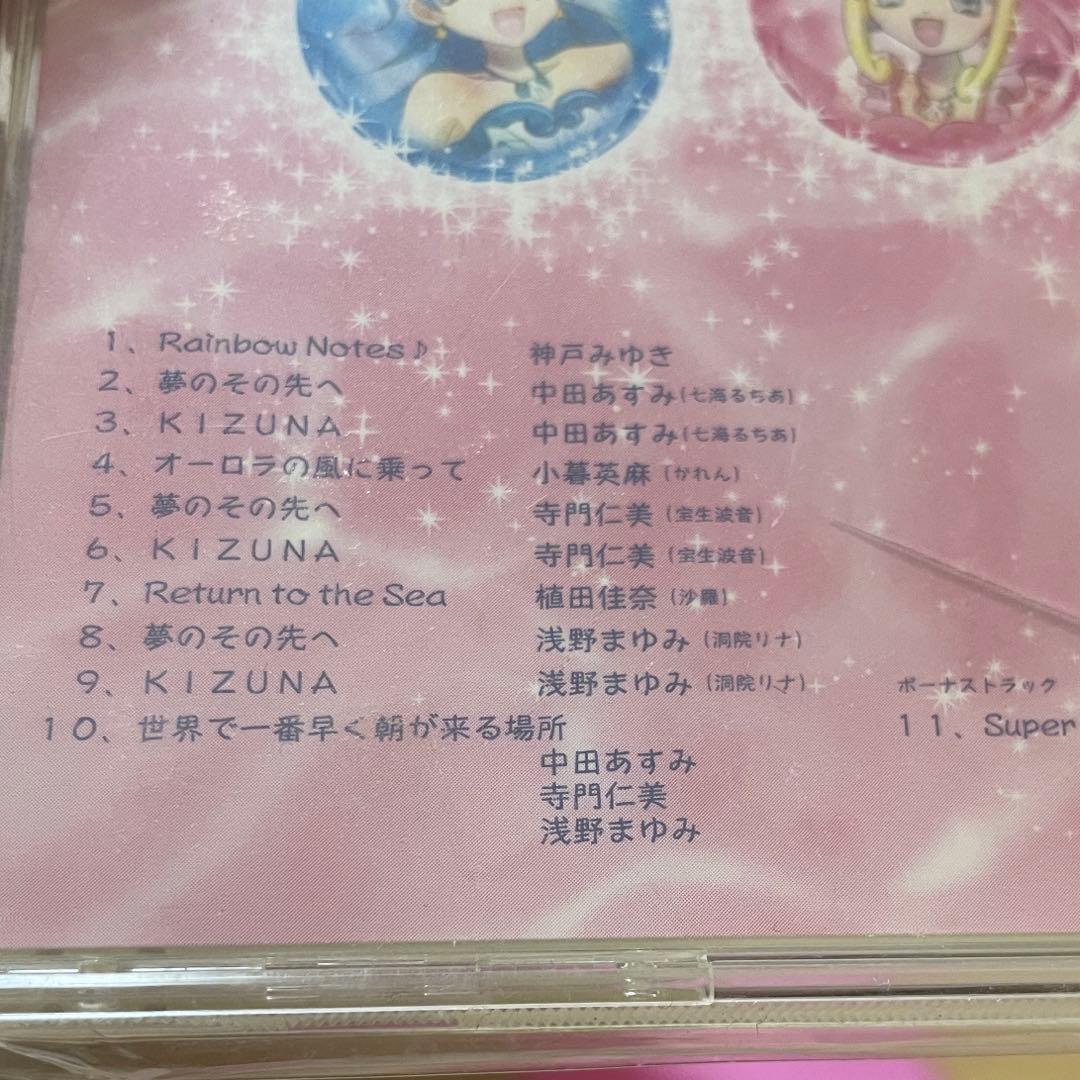 1、Rainbow Notes♪ 神戸みゆき
2、夢のその先へ 中田あすみ(七海るちあ)
3、KIZUNA 中田あすみ(七海るちあ)
4、オーロラの風に乗って 小暮英麻(かれん)
5、夢のその先へ 寺門仁美(宝生波音)
6、KIZUNA 寺門仁美(宝生波音)
7、Return to the Sea 植田佳奈(沙羅)
8、夢のその先へ 浅野まゆみ(洞院リナ)
9、KIZUNA 浅野まゆみ(洞院リナ)
10、世界で一番早く朝が来る場所
中田あすみ
寺門仁美
浅野まゆみ
ボーナストラック
11、Super